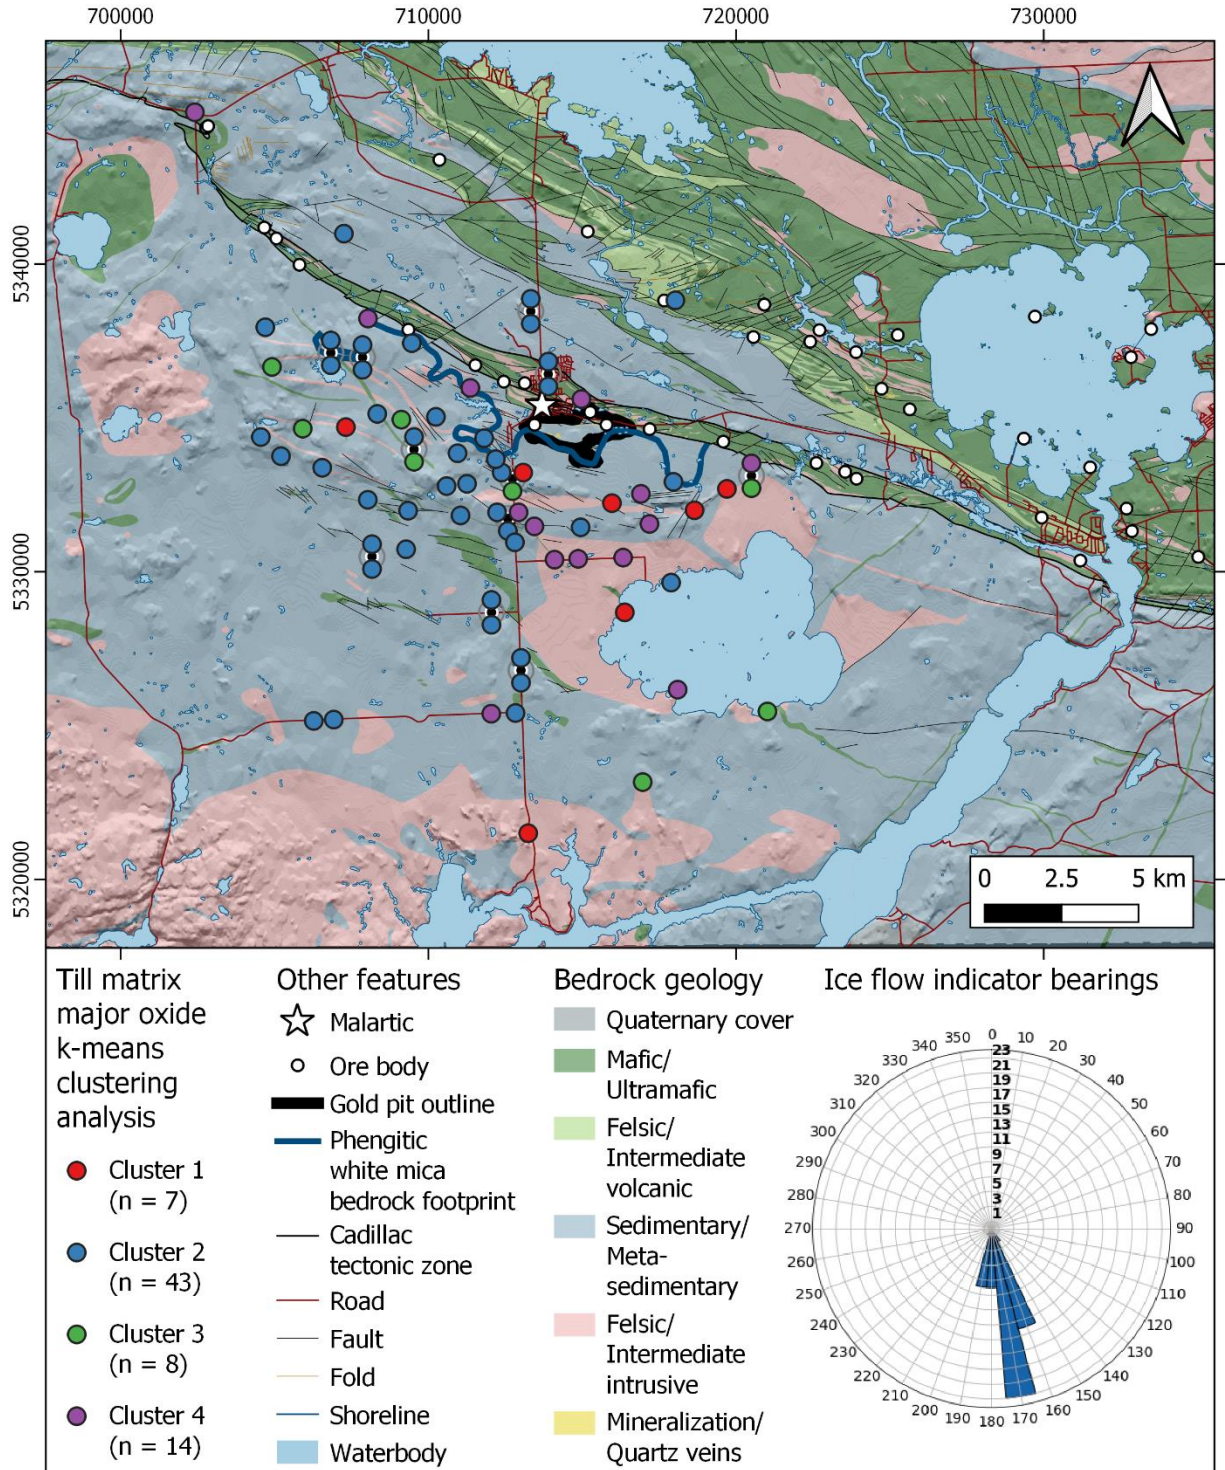 700000 710000 720000 730000
5340000
5330000
5320000
0 2.5 5 km
Till matrix
major oxide
k-means
clustering
analysis
Cluster 1
(n = 7)
Cluster 2
(n = 43)
Cluster 3
(n = 8)
Cluster 4
(n = 14)
Other features
Malartic
Ore body
Gold pit outline
Phengitic
white mica
bedrock footprint
Cadillac
tectonic zone
Road
Fault
Fold
Shoreline
Waterbody
Bedrock geology
Quaternary cover
Mafic/
Ultramafic
Felsic/
Intermediate
volcanic
Sedimentary/
Meta-
sedimentary
Felsic/
Intermediate
intrusive
Mineralization/
Quartz veins
Ice flow indicator bearings
0
10
20
30
40
50
60
70
80
90
100
110
120
130
140
150
160
170
180
190
200
210
220
230
240
250
260
270
280
290
300
310
320
330
340
350
23
21
19
17
15
13
11
9
7
5
3
1